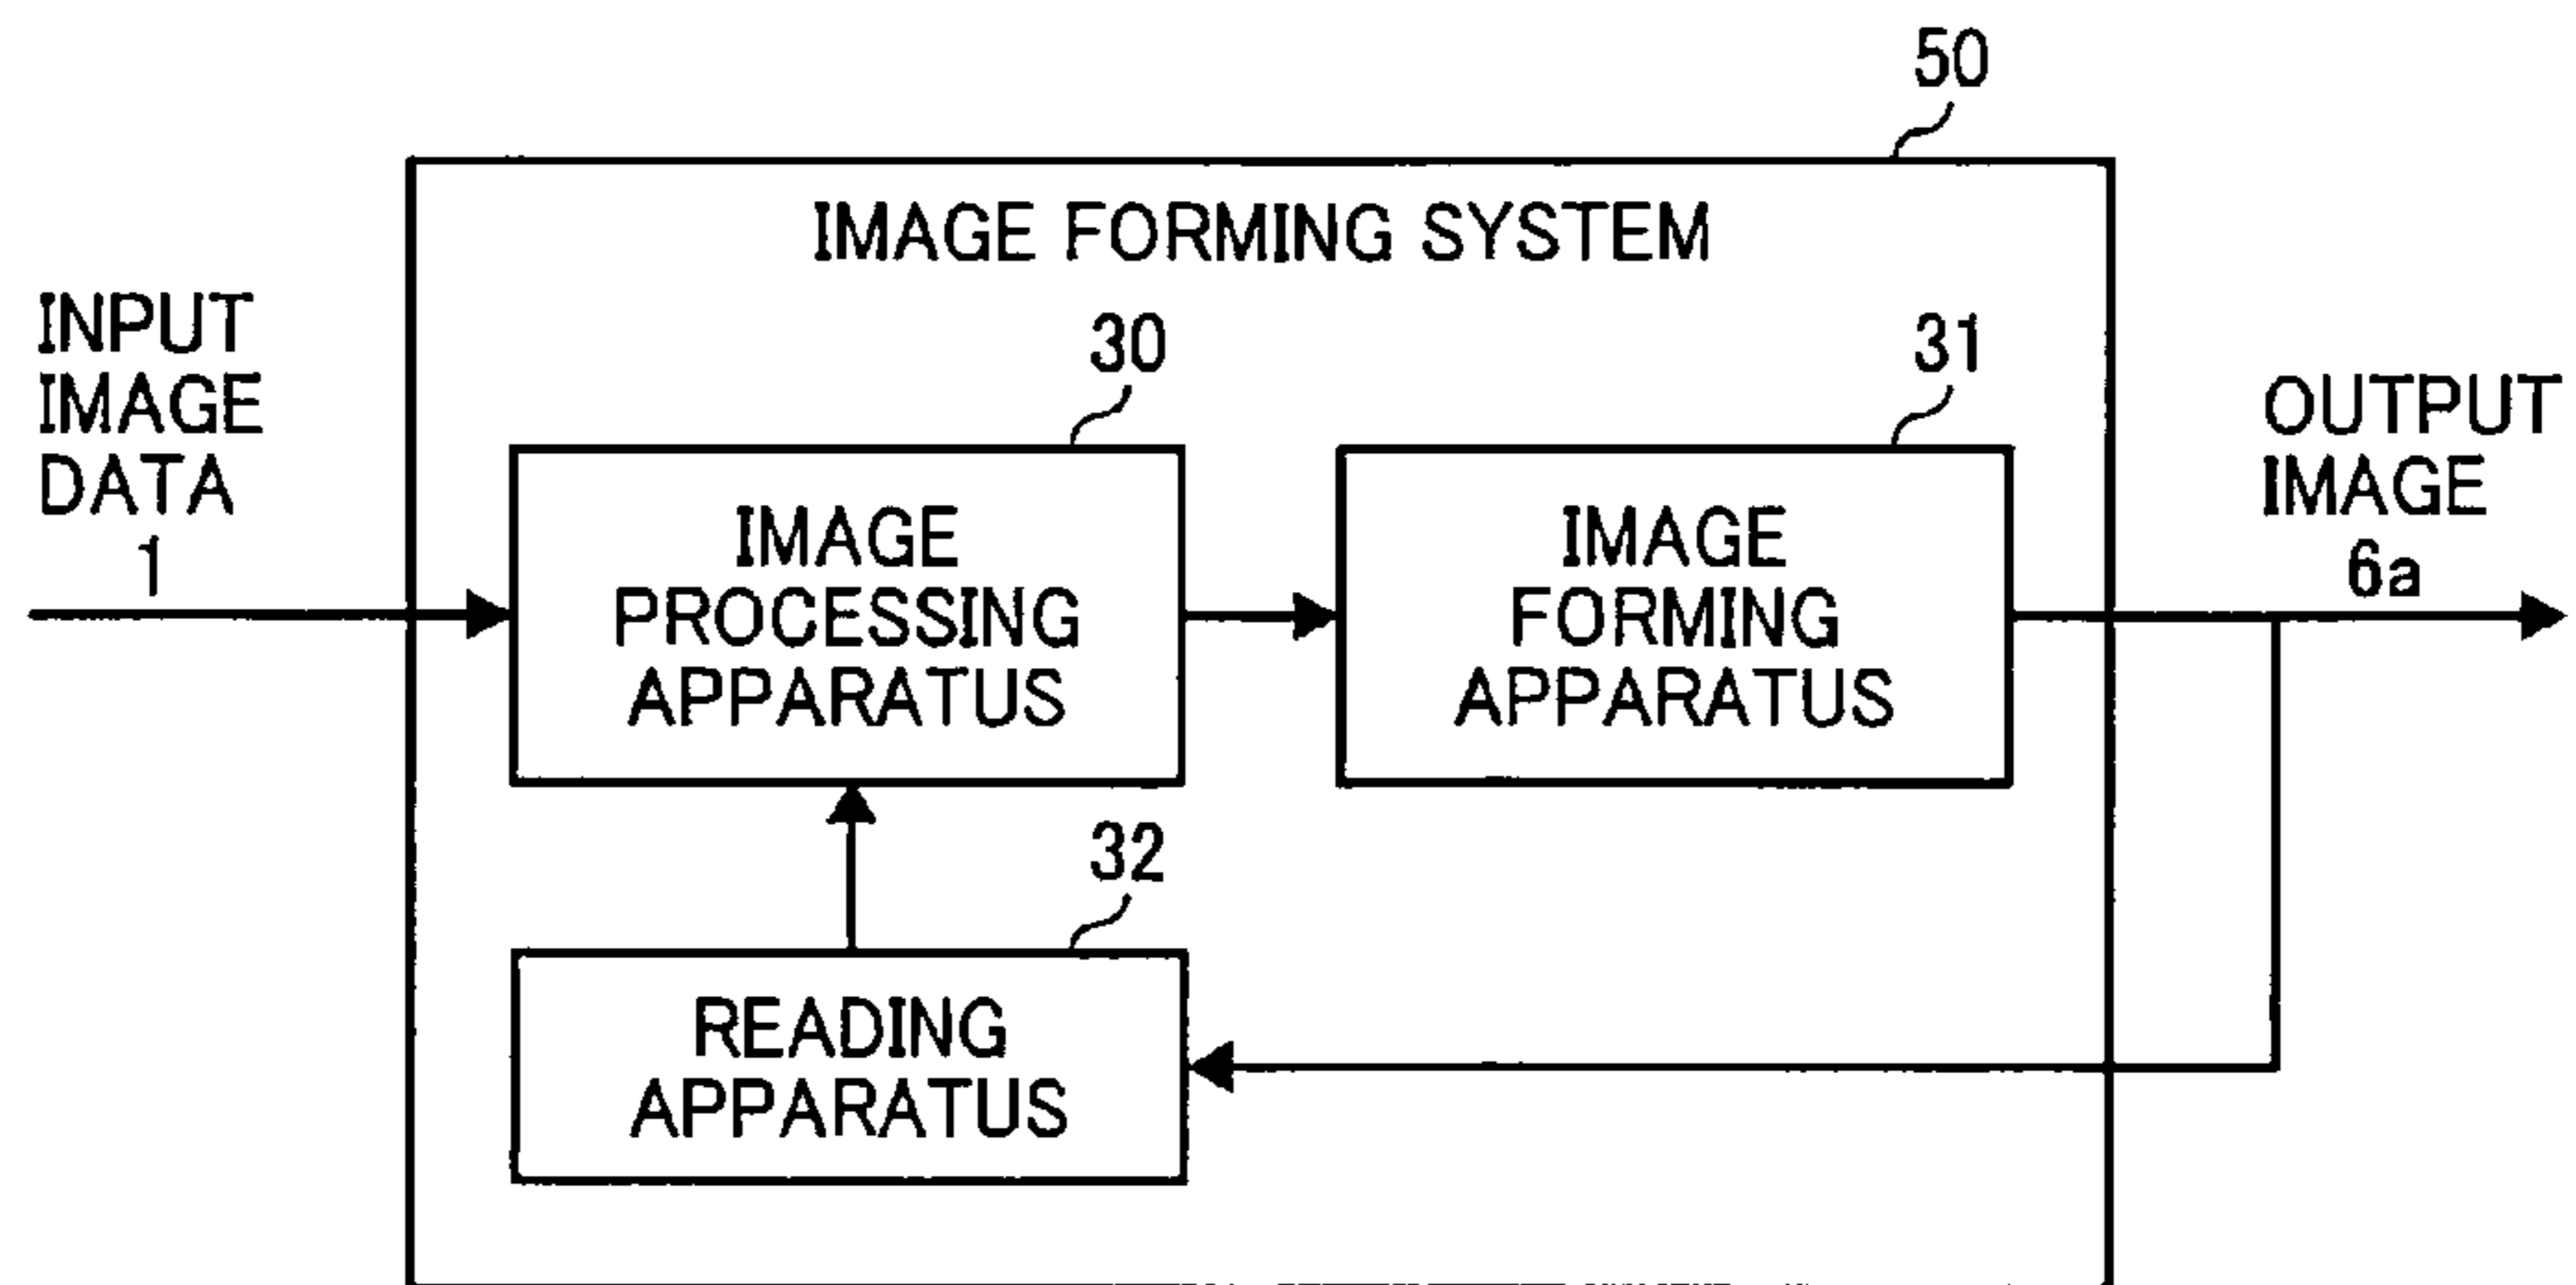 50
IMAGE FORMING SYSTEM
INPUT
IMAGE
DATA
1
30
IMAGE
PROCESSING
APPARATUS
31
IMAGE
FORMING
APPARATUS
OUTPUT
IMAGE
6a
32
READING
APPARATUS